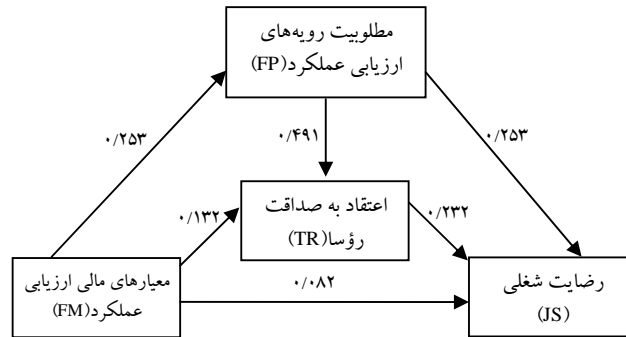 مطلوبیت رویه‌های
ارزیابی عملکرد(FP)
۰/۲۵۳
۰/۴۹۱
۰/۲۵۳
اعتقاد به صداقت
رؤسا(TR)
۰/۱۳۲
۰/۲۳۲
معیارهای مالی ارزیابی
عملکرد(FM)
۰/۰۸۲
رضایت شغلی
(JS)